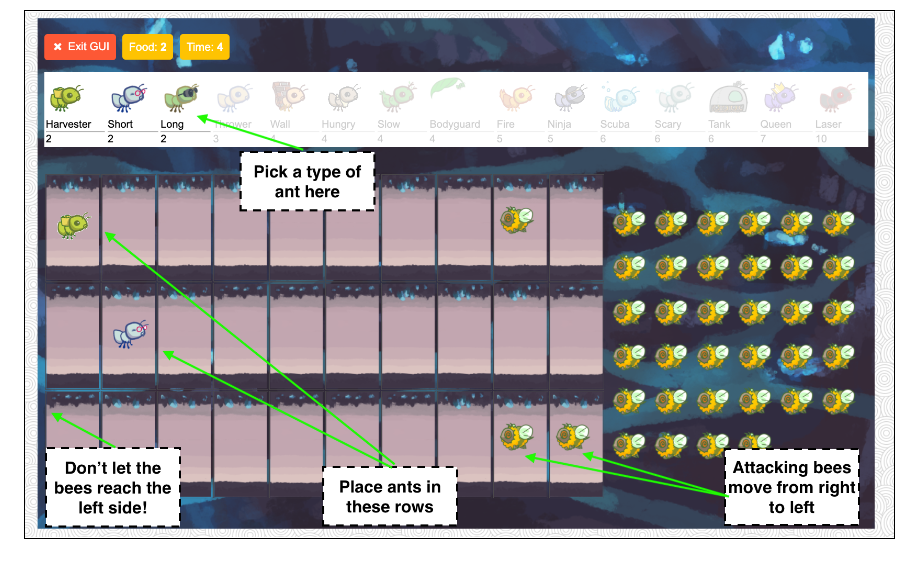 ✖ Exit GUI Food: 2 Time: 4
Harvester Short Long Thrower Wall Hungry Slow Bodyguard Fire Ninja Scuba Scary Tank Queen Laser
2 2 2 3 4 4 4 4 5 5 6 6 6 7 10
Pick a type of
ant here
Don't let the
bees reach the
left side!
Place ants in
these rows
Attacking bees
move from right
to left